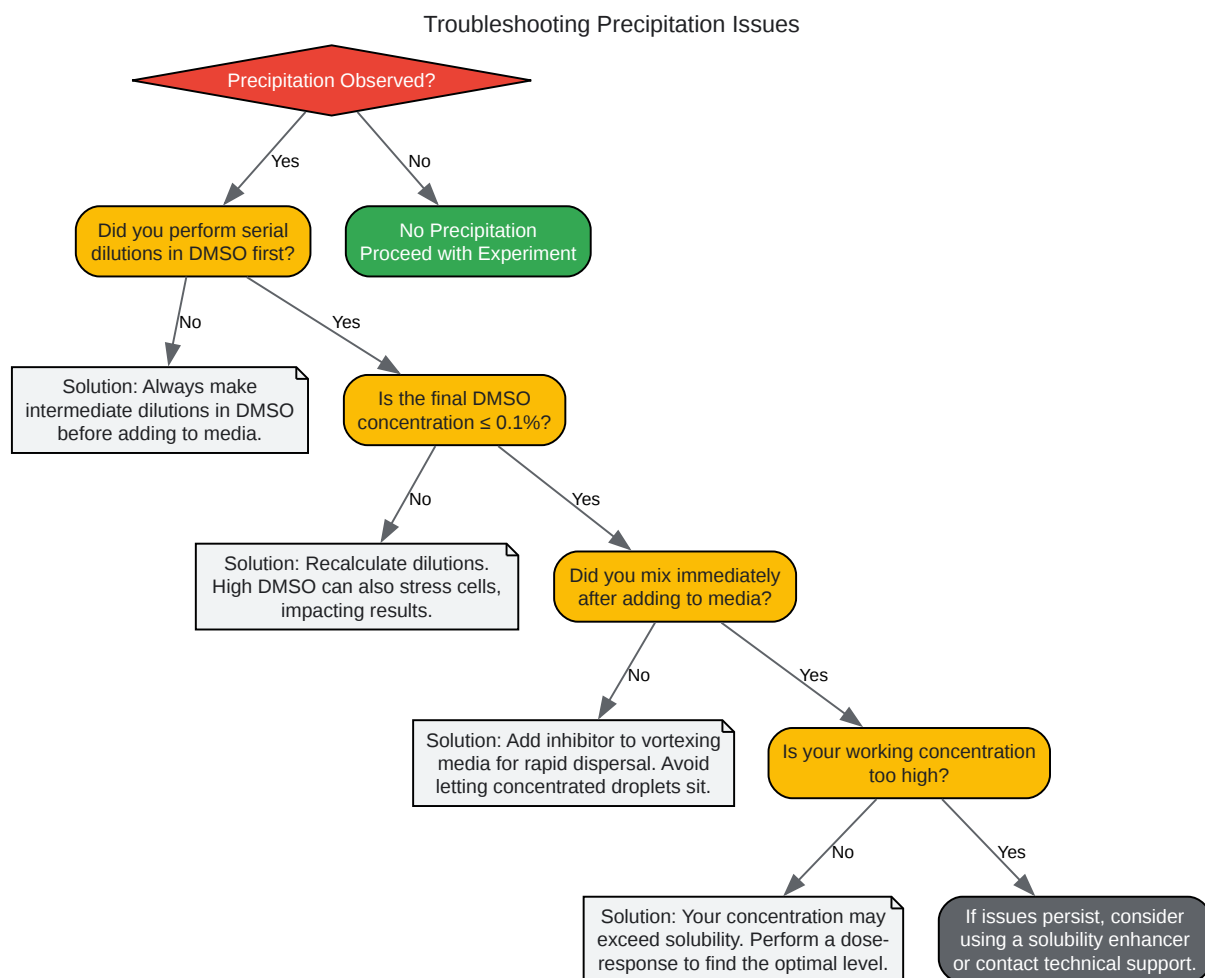 Troubleshooting Precipitation Issues
Precipitation Observed?
Yes
No
Did you perform serial
dilutions in DMSO first?
No Precipitation
Proceed with Experiment
No
Yes
Solution: Always make
intermediate dilutions in DMSO
before adding to media.
Is the final DMSO
concentration ≤ 0.1%?
No
Yes
Solution: Recalculate dilutions.
High DMSO can also stress cells,
impacting results.
Did you mix immediately
after adding to media?
No
Yes
Solution: Add inhibitor to vortexing
media for rapid dispersal. Avoid
letting concentrated droplets sit.
Is your working concentration
too high?
No
Yes
Solution: Your concentration may
exceed solubility. Perform a dose-
response to find the optimal level.
If issues persist, consider
using a solubility enhancer
or contact technical support.